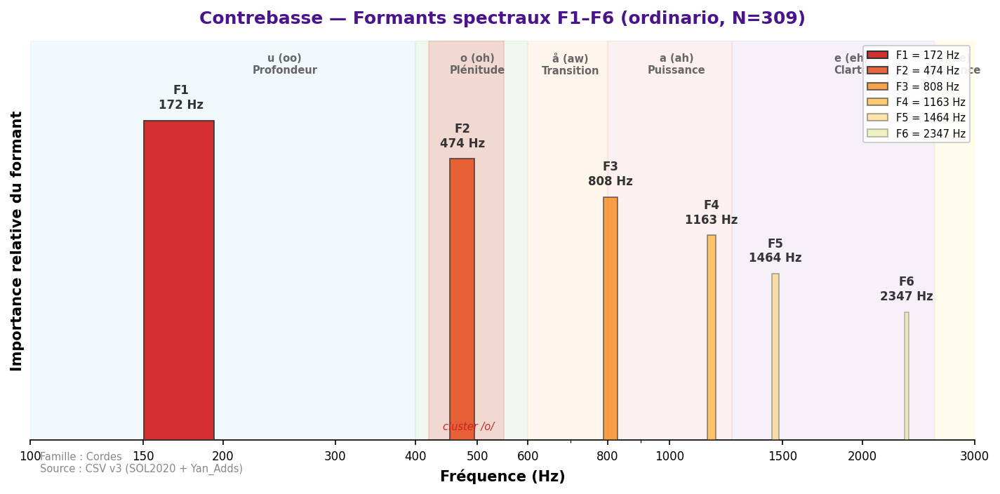 Contrebasse — Formants spectraux F1–F6 (ordinario, N=309)
u (oo)
Profondeur
o (oh)
Plénitude
å (aw)
Transition
a (ah)
Puissance
e (eh
F1 = 172 Hz
F2 = 474 Hz
F3 = 808 Hz
F4 = 1163 Hz
F5 = 1464 Hz
F6 = 2347 Hz
F1
172 Hz
F2
474 Hz
F3
808 Hz
F4
1163 Hz
F5
1464 Hz
F6
2347 Hz
cluster /o/
Importance relative du formant
100 150 200 300 400 500 600 800 1000 1500 2000 3000
Famille : Cordes
Source : CSV v3 (SOL2020 + Yan_Adds)
Fréquence (Hz)